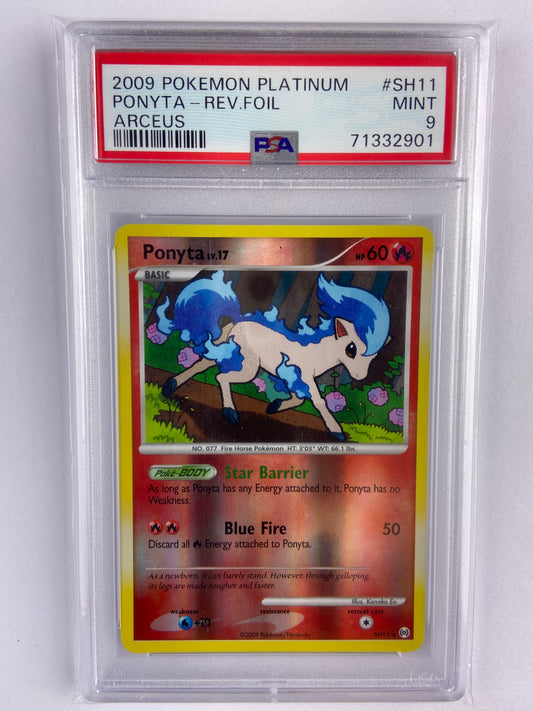 2009 POKEMON PLATINUM #SH11
PONYTA - REV.FOIL MINT
ARCEUS 9
PSA 71332901
Ponyta LV.17 HP 60
BASIC
NO. 077 Fire Horse Pokémon HT: 3'03" WT: 66.1 lbs.
Poké-BODY Star Barrier
As long as Ponyta has any Energy attached to it, Ponyta has no
Weakness.
Blue Fire 50
Discard all Energy attached to Ponyta.
As a newborn, it can barely stand. However, through galloping,
its legs are made tougher and faster.
Illus. Kanako Eo
weakness resistance retreat cost
+10
©2009 Pokémon/Nintendo SH11